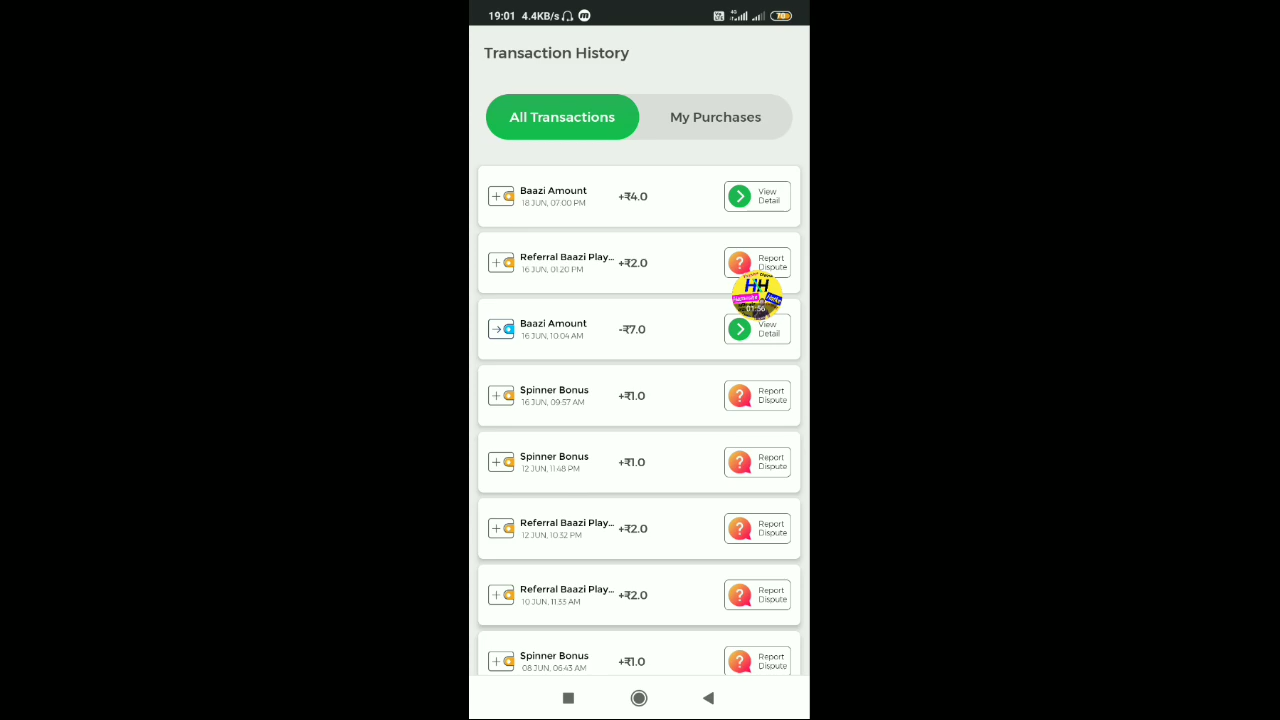 19:01 4.4KB/s
4G
70
Transaction History
All Transactions
My Purchases
Baazi Amount
18 JUN, 07:00 PM
+₹4.0
View
Detail
Referral Baazi Play...
16 JUN, 01:20 PM
+₹2.0
Report
Dispute
HH
01:56
Baazi Amount
16 JUN, 10:04 AM
-₹7.0
View
Detail
Spinner Bonus
16 JUN, 09:57 AM
+₹1.0
Report
Dispute
Spinner Bonus
12 JUN, 11:48 PM
+₹1.0
Report
Dispute
Referral Baazi Play...
12 JUN, 10:32 PM
+₹2.0
Report
Dispute
Referral Baazi Play...
10 JUN, 11:33 AM
+₹2.0
Report
Dispute
Spinner Bonus
08 JUN, 06:43 AM
+₹1.0
Report
Dispute